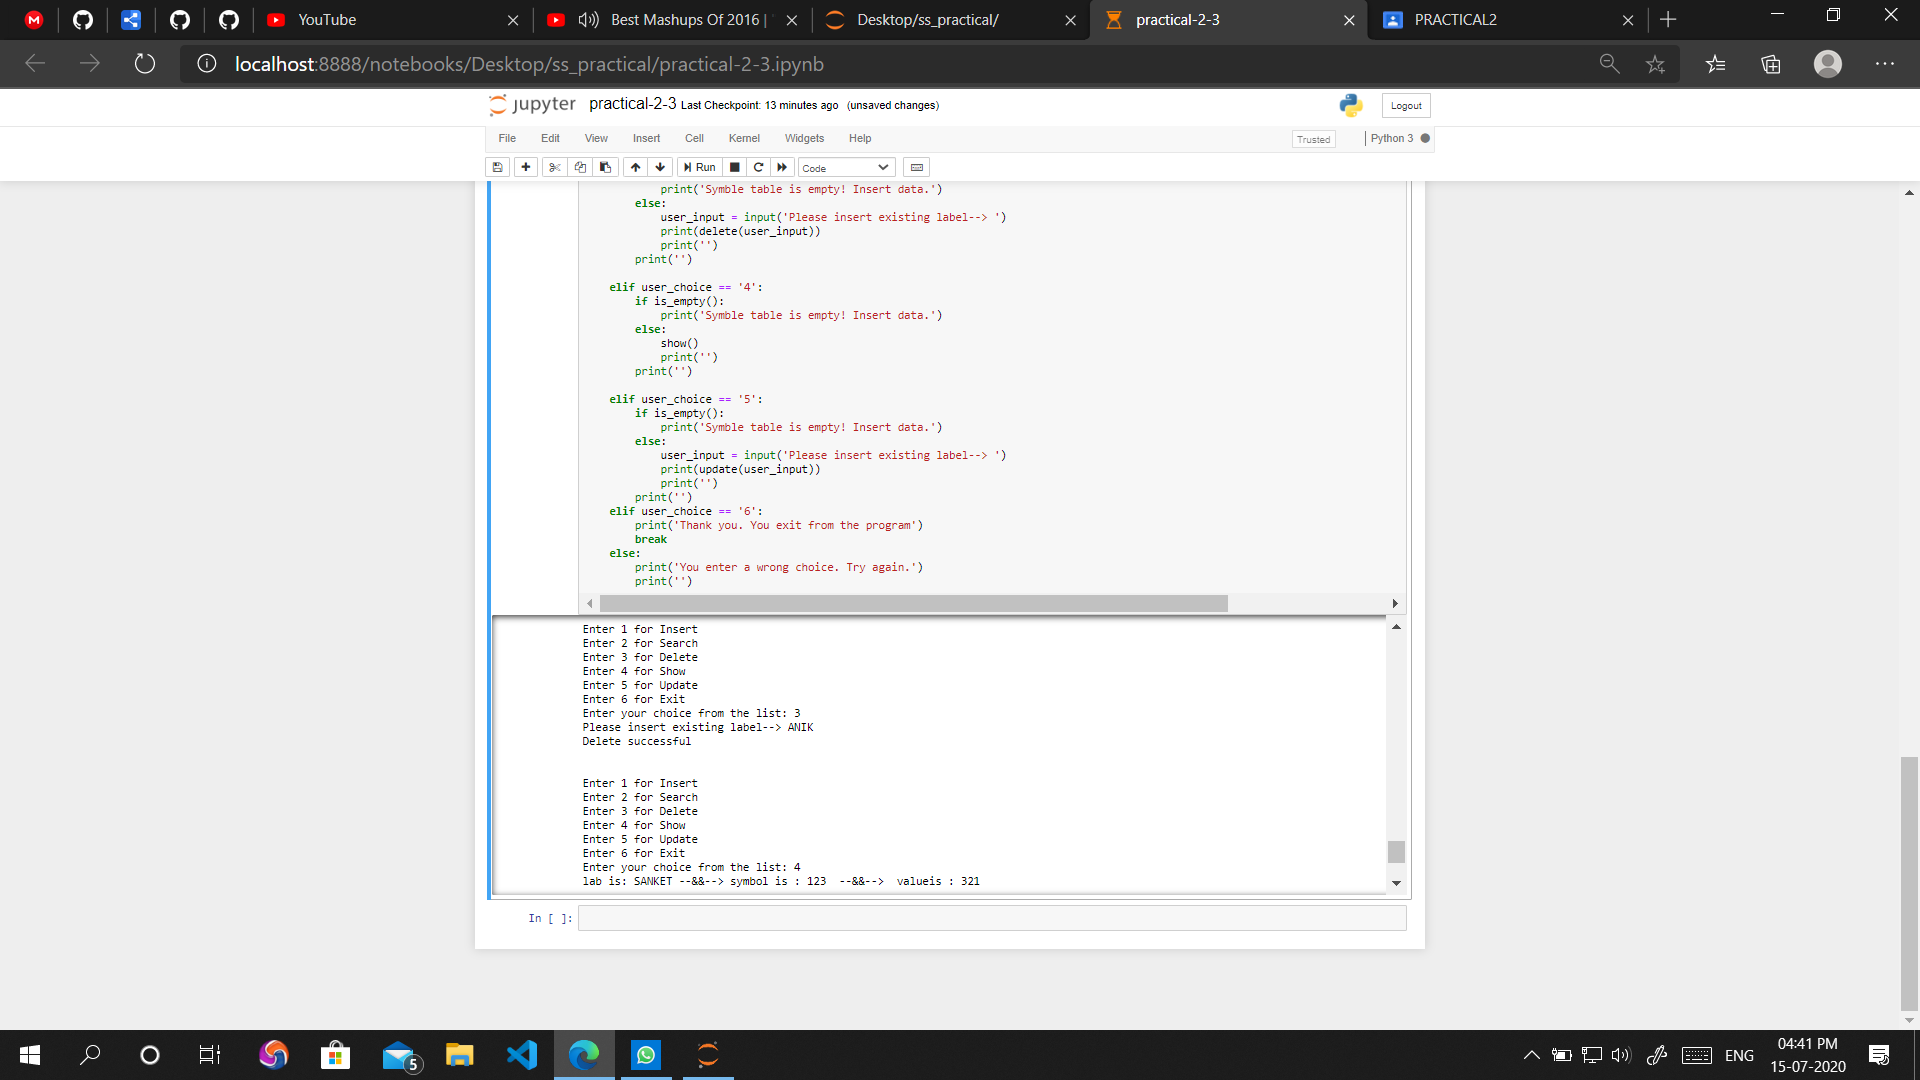 YouTube
Best Mashups Of 2016 |
Desktop/ss_practical/
practical-2-3
PRACTICAL2
localhost:8888/notebooks/Desktop/ss_practical/practical-2-3.ipynb
jupyter practical-2-3 Last Checkpoint: 13 minutes ago (unsaved changes)
Logout
File Edit View Insert Cell Kernel Widgets Help
Trusted
Python 3
Run
Code
print('Symble table is empty! Insert data.')
else:
user_input = input('Please insert existing label--> ')
print(delete(user_input))
print('')
print('')
elif user_choice == '4':
if is_empty():
print('Symble table is empty! Insert data.')
else:
show()
print('')
print('')
elif user_choice == '5':
if is_empty():
print('Symble table is empty! Insert data.')
else:
user_input = input('Please insert existing label--> ')
print(update(user_input))
print('')
print('')
elif user_choice == '6':
print('Thank you. You exit from the program')
break
else:
print('You enter a wrong choice. Try again.')
print('')
Enter 1 for Insert
Enter 2 for Search
Enter 3 for Delete
Enter 4 for Show
Enter 5 for Update
Enter 6 for Exit
Enter your choice from the list: 3
Please insert existing label--> ANIK
Delete successful
Enter 1 for Insert
Enter 2 for Search
Enter 3 for Delete
Enter 4 for Show
Enter 5 for Update
Enter 6 for Exit
Enter your choice from the list: 4
lab is: SANKET --&&--> symbol is : 123  --&&-->  valueis : 321
In [ ]:
5
ENG
04:41 PM
15-07-2020